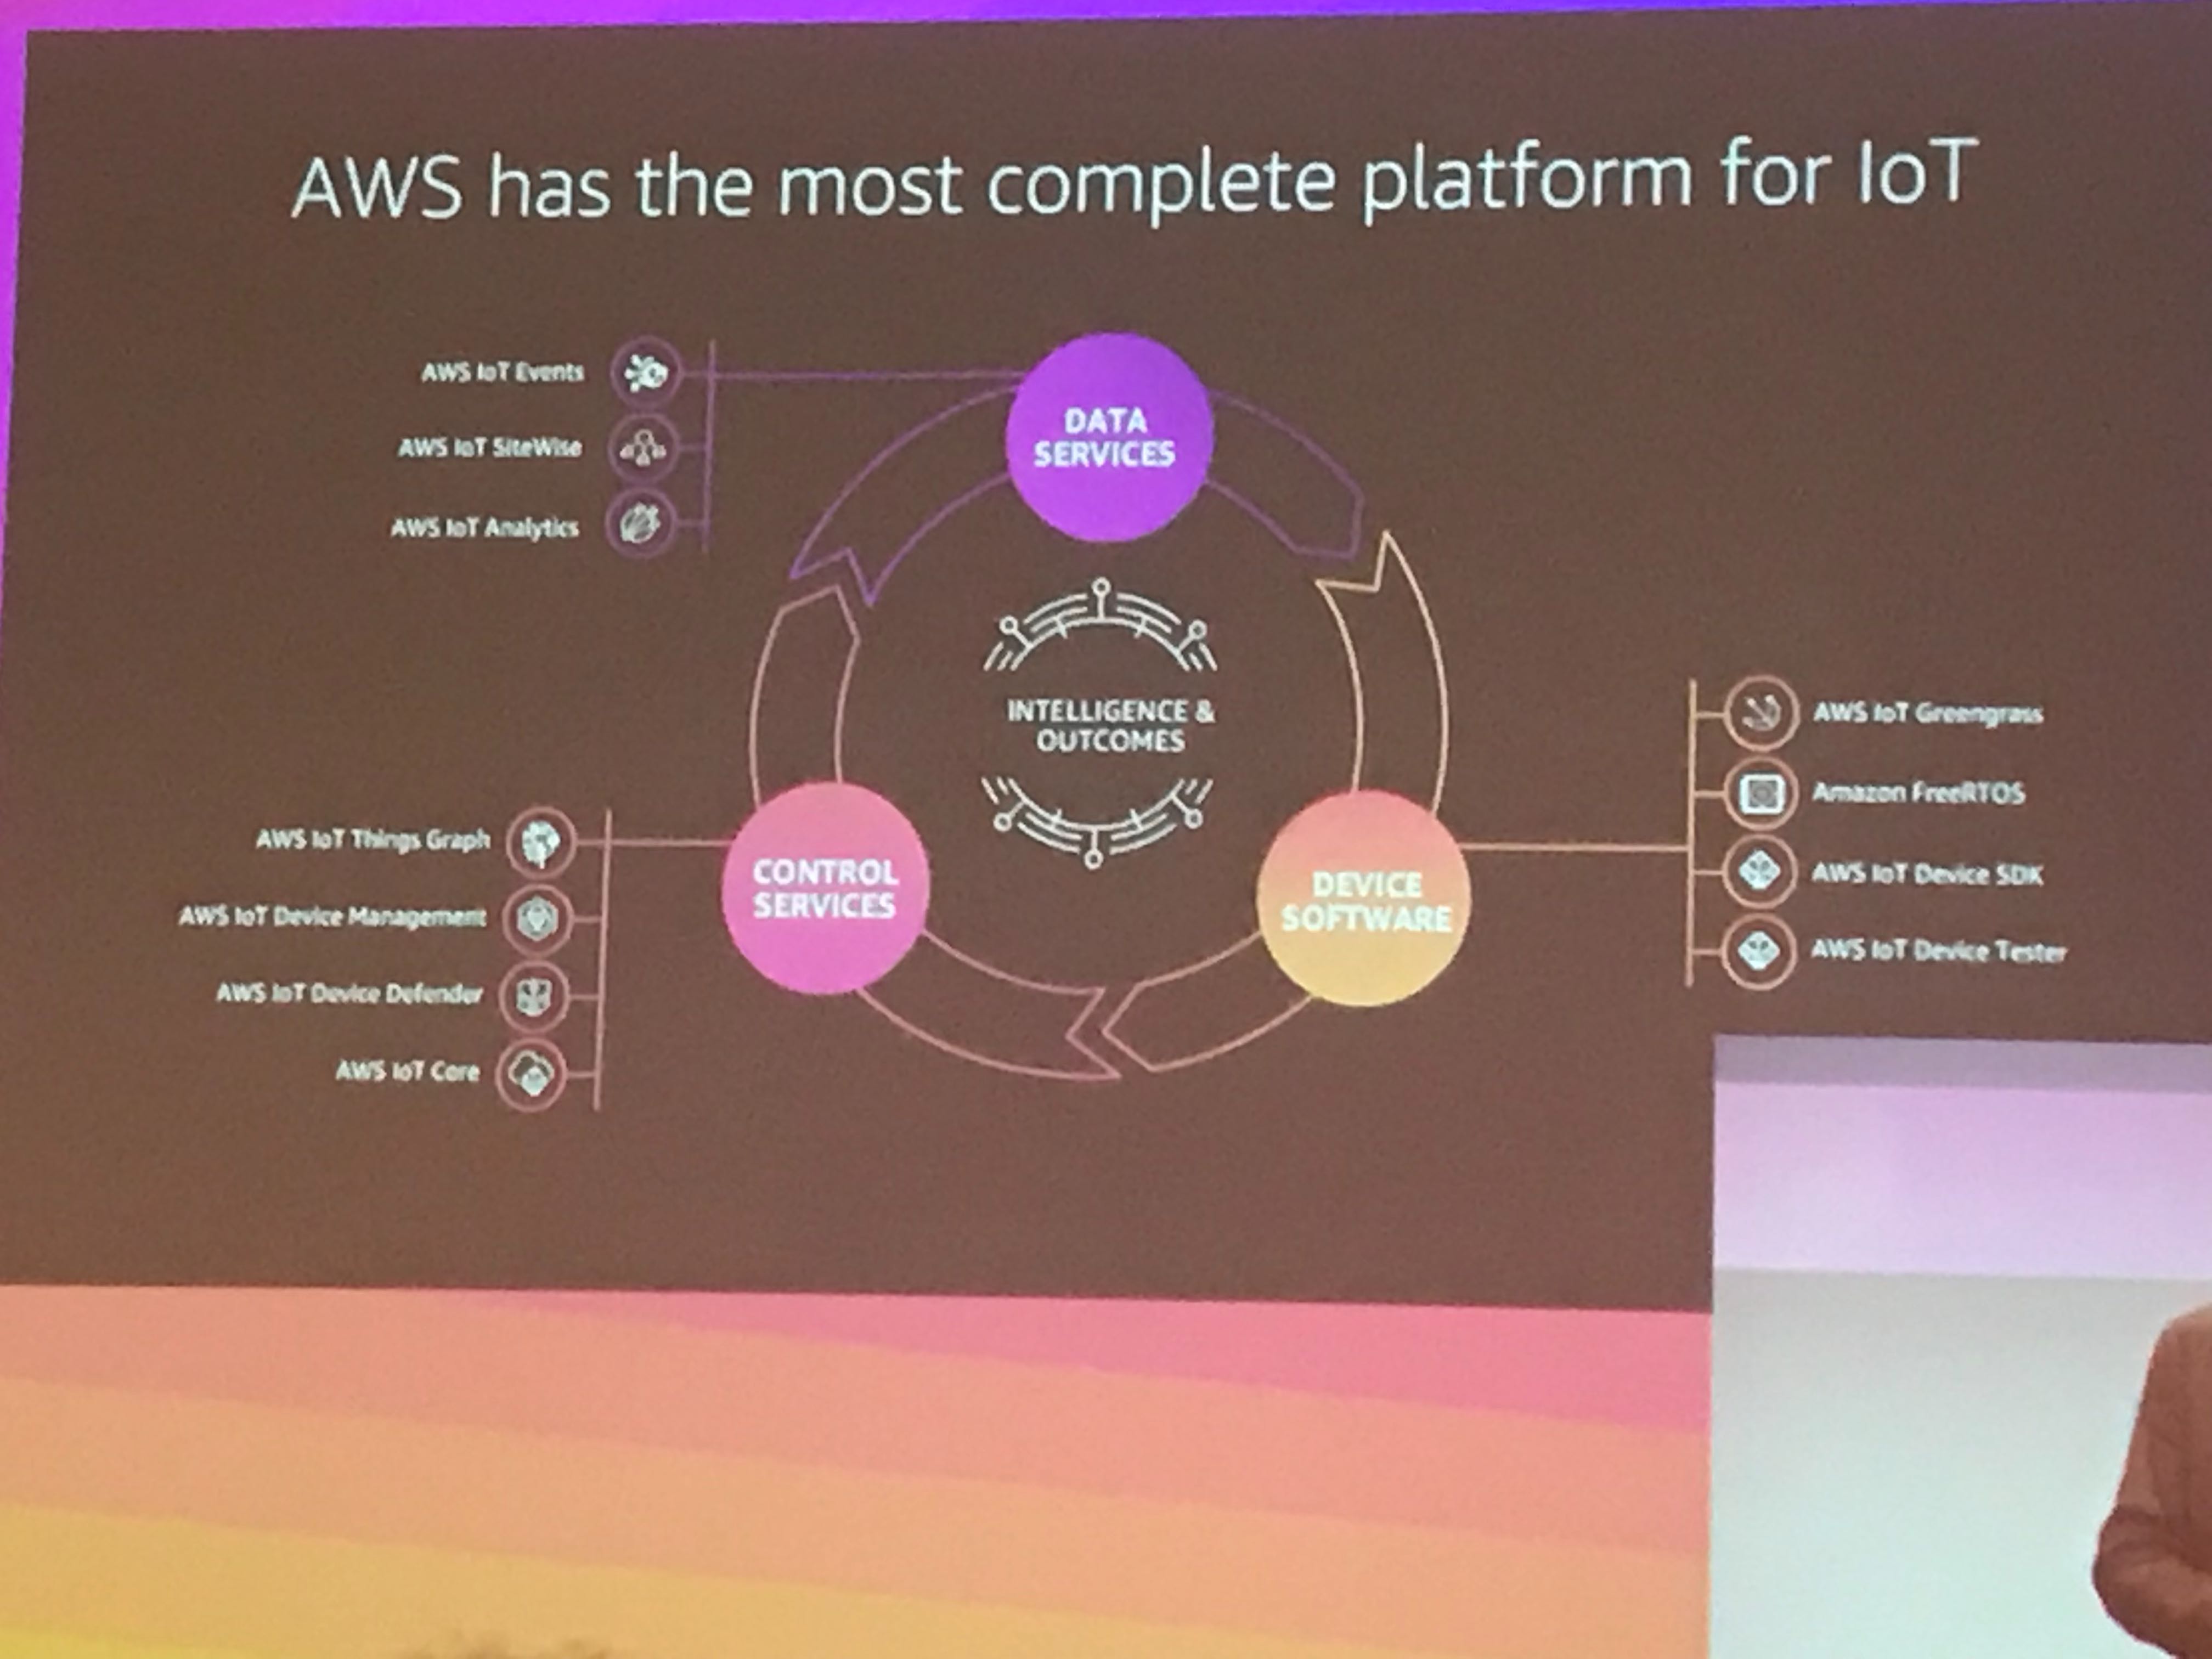 AWS has the most complete platform for IoT
AWS IoT Events
AWS IoT SiteWise
AWS IoT Analytics
DATA
SERVICES
INTELLIGENCE &
OUTCOMES
AWS IoT Things Graph
AWS IoT Device Management
AWS IoT Device Defender
AWS IoT Core
CONTROL
SERVICES
DEVICE
SOFTWARE
AWS IoT Greengrass
Amazon FreeRTOS
AWS IoT Device SDK
AWS IoT Device Tester